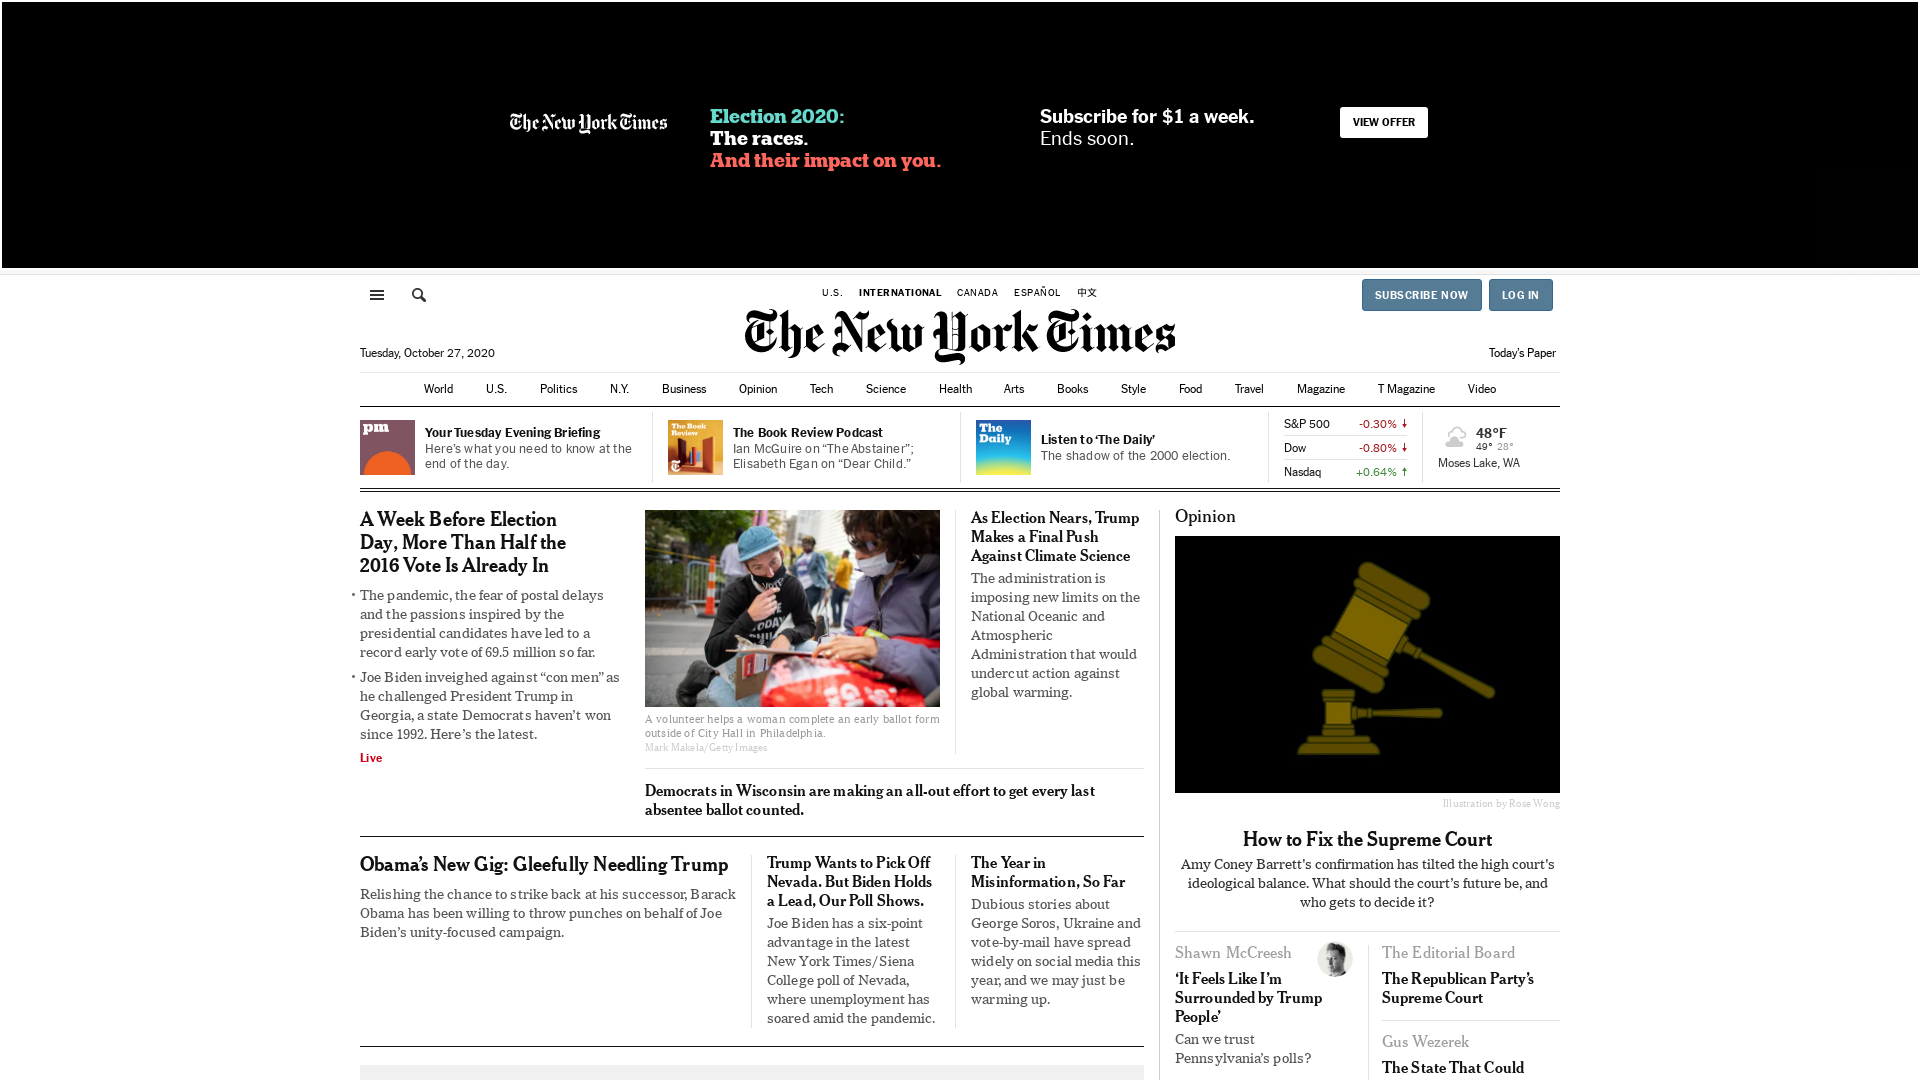 The New York Times
Election 2020:
The races.
And their impact on you.
Subscribe for $1 a week.
Ends soon.
VIEW OFFER
U.S.
INTERNATIONAL
CANADA
ESPAÑOL
中文
SUBSCRIBE NOW
LOG IN
Tuesday, October 27, 2020
The New York Times
Today's Paper
World
U.S.
Politics
N.Y.
Business
Opinion
Tech
Science
Health
Arts
Books
Style
Food
Travel
Magazine
T Magazine
Video
pm
Your Tuesday Evening Briefing
Here's what you need to know at the
end of the day.
The Book
Review
The Book Review Podcast
Ian McGuire on “The Abstainer”;
Elisabeth Egan on “Dear Child.”
The
Daily
Listen to ‘The Daily’
The shadow of the 2000 election.
S&P 500 -0.30%
Dow -0.80%
Nasdaq +0.64%
48°F
49° 28°
Moses Lake, WA
A Week Before Election
Day, More Than Half the
2016 Vote Is Already In
• The pandemic, the fear of postal delays
and the passions inspired by the
presidential candidates have led to a
record early vote of 69.5 million so far.
• Joe Biden inveighed against “con men” as
he challenged President Trump in
Georgia, a state Democrats haven't won
since 1992. Here's the latest.
Live
A volunteer helps a woman complete an early ballot form
outside of City Hall in Philadelphia.
Mark Makela/Getty Images
As Election Nears, Trump
Makes a Final Push
Against Climate Science
The administration is
imposing new limits on the
National Oceanic and
Atmospheric
Administration that would
undercut action against
global warming.
Democrats in Wisconsin are making an all-out effort to get every last
absentee ballot counted.
Obama's New Gig: Gleefully Needling Trump
Relishing the chance to strike back at his successor, Barack
Obama has been willing to throw punches on behalf of Joe
Biden's unity-focused campaign.
Trump Wants to Pick Off
Nevada. But Biden Holds
a Lead, Our Poll Shows.
Joe Biden has a six-point
advantage in the latest
New York Times/Siena
College poll of Nevada,
where unemployment has
soared amid the pandemic.
The Year in
Misinformation, So Far
Dubious stories about
George Soros, Ukraine and
vote-by-mail have spread
widely on social media this
year, and we may just be
warming up.
Opinion
Illustration by Rose Wong
How to Fix the Supreme Court
Amy Coney Barrett's confirmation has tilted the high court's
ideological balance. What should the court's future be, and
who gets to decide it?
Shawn McCreesh
‘It Feels Like I'm
Surrounded by Trump
People’
Can we trust
Pennsylvania's polls?
The Editorial Board
The Republican Party's
Supreme Court
Gus Wezerek
The State That Could